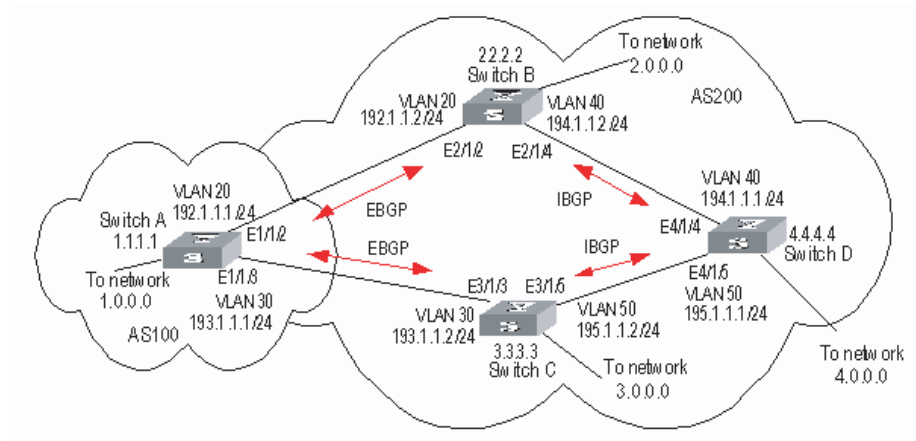 To network
2.0.0.0
2.2.2.2
Switch B
AS200
VLAN 20
192.1.1.2/24
VLAN 40
194.1.1.2/24
E2/1/2
E2/1/4
VLAN 20
192.1.1.1/24
EBGP
IBGP
VLAN 40
194.1.1.1/24
Switch A
1.1.1.1
E1/1/2
EBGP
IBGP
E4/1/4
4.4.4.4
Switch D
To network
1.0.0.0
E1/1/3
VLAN 30
193.1.1.1/24
AS100
E3/1/3
E3/1/5
E4/1/5
VLAN 50
195.1.1.1/24
VLAN 30
193.1.1.2/24
VLAN 50
195.1.1.2/24
3.3.3.3
Switch C
To network
3.0.0.0
To network
4.0.0.0